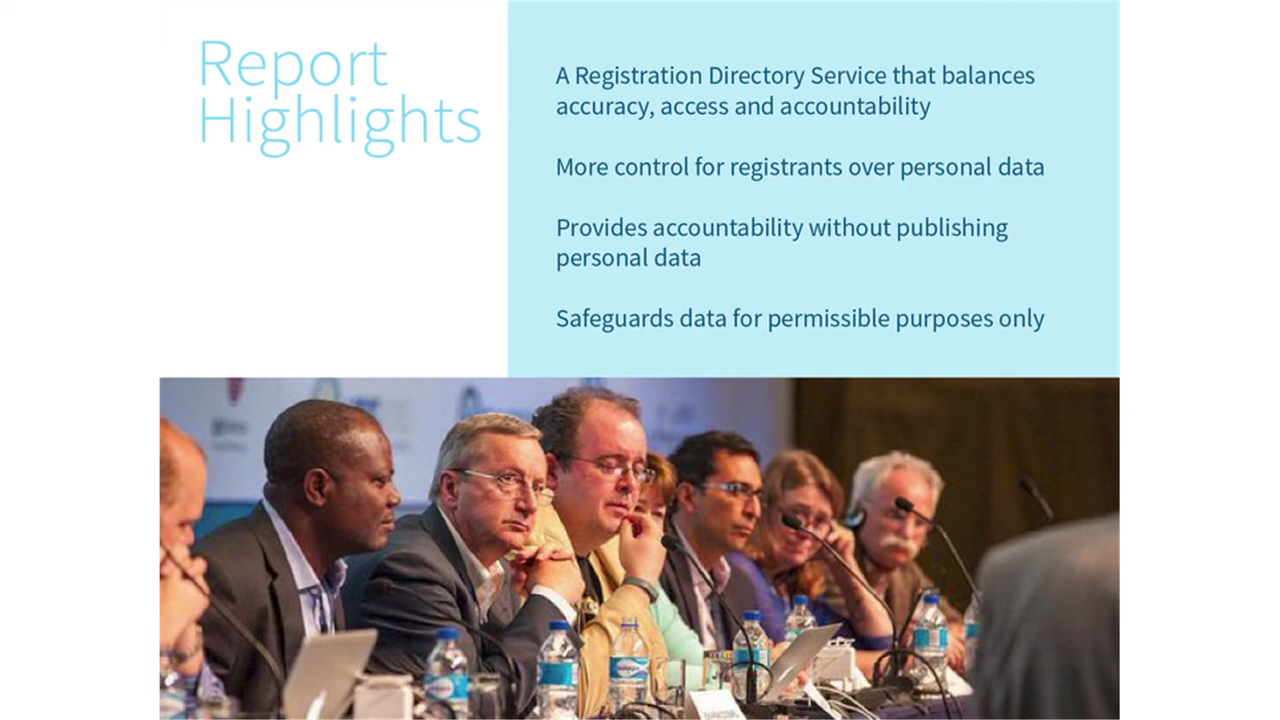 Report
Highlights
A Registration Directory Service that balances
accuracy, access and accountability
More control for registrants over personal data
Provides accountability without publishing
personal data
Safeguards data for permissible purposes only